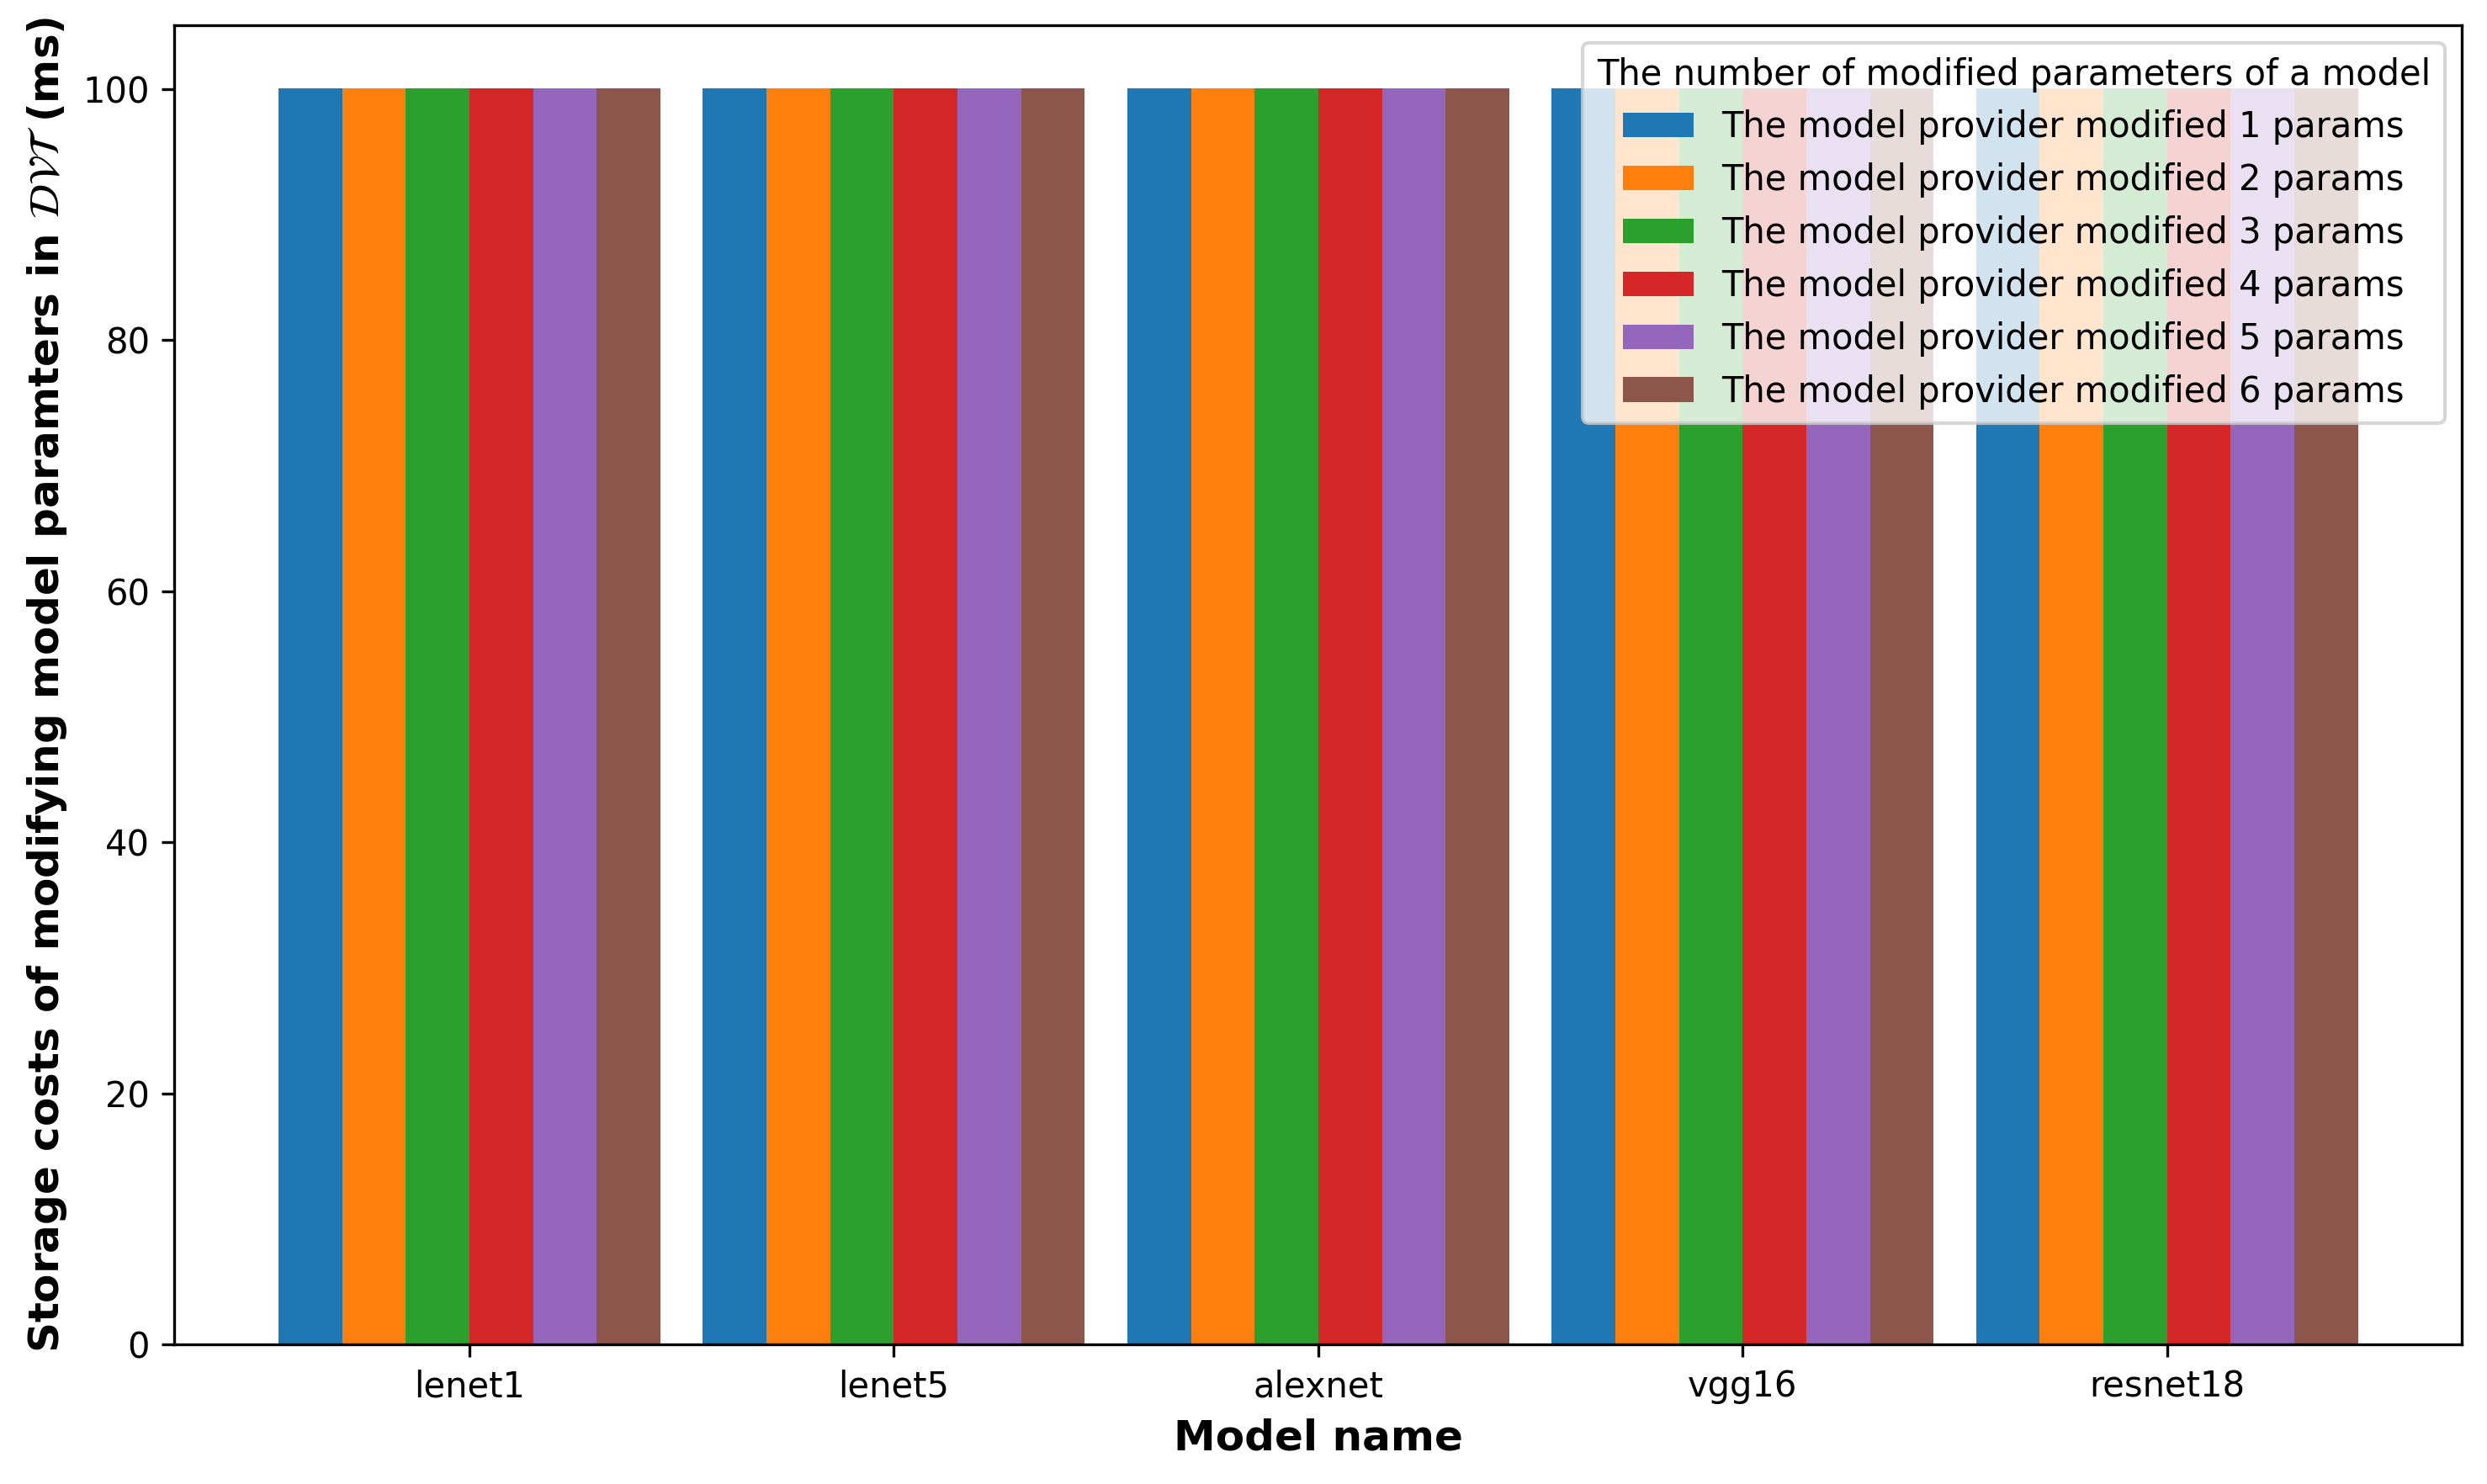 Storage costs of modifying model paramters in 𝒟𝒱𝒯 (ms)
100
80
60
40
20
0
The number of modified parameters of a model
The model provider modified 1 params
The model provider modified 2 params
The model provider modified 3 params
The model provider modified 4 params
The model provider modified 5 params
The model provider modified 6 params
lenet1 lenet5 alexnet vgg16 resnet18
Model name